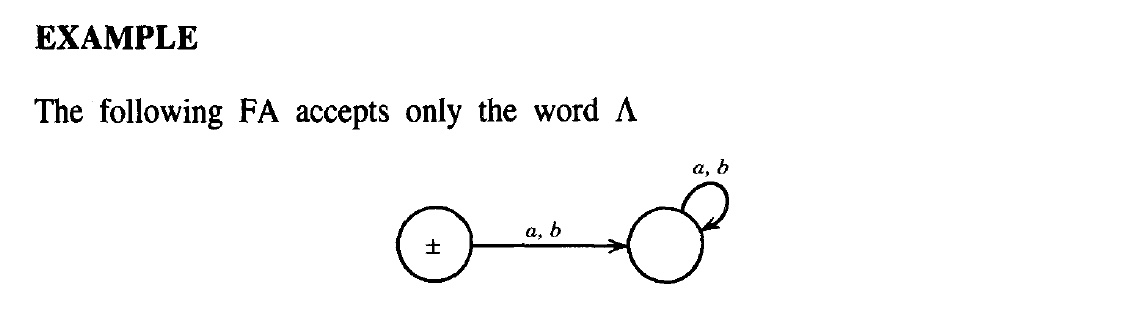 EXAMPLE
The following FA accepts only the word Λ
a, b
a, b
±